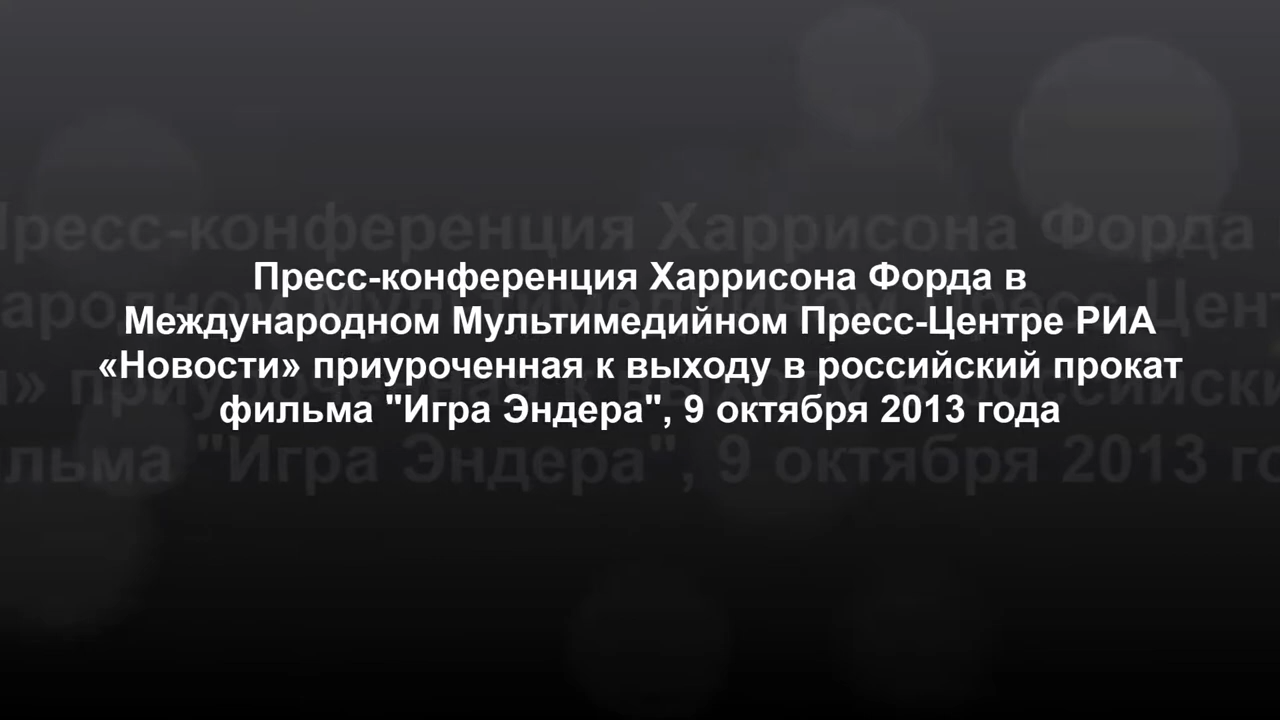 Пресс-конференция Харрисона Форда в
Международном Мультимедийном Пресс-Центре РИА
«Новости» приуроченная к выходу в российский прокат
фильма "Игра Эндера", 9 октября 2013 года